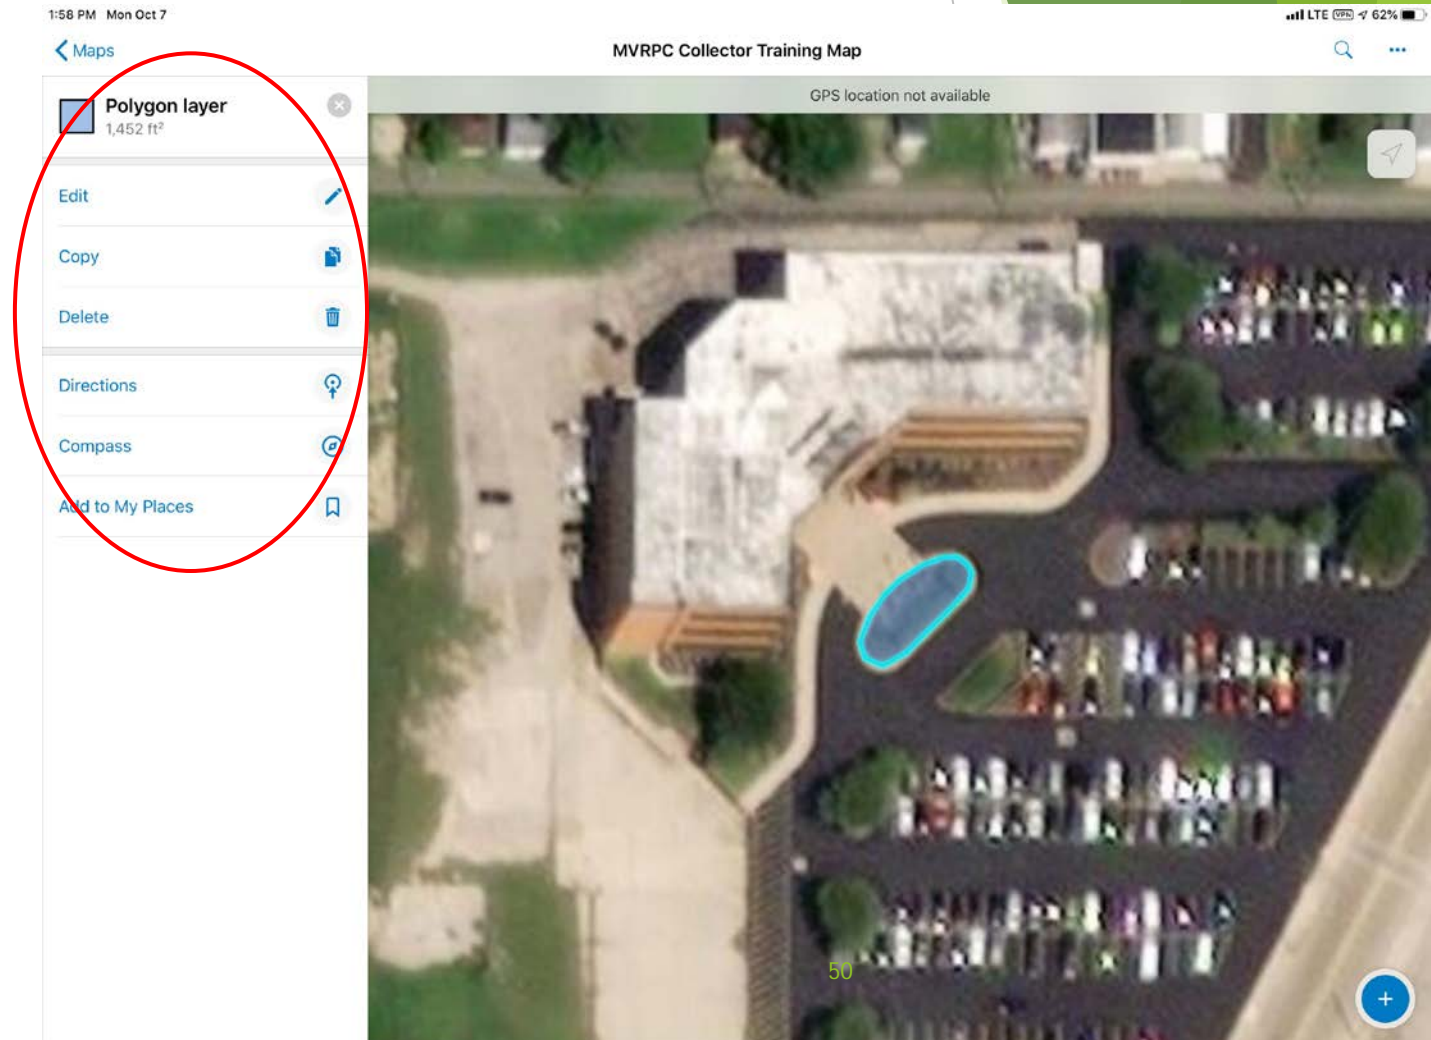 1:58 PM Mon Oct 7
LTE VPN 62%
Maps
MVRPC Collector Training Map
Polygon layer
1,452 ft²
GPS location not available
Edit
Copy
Delete
Directions
Compass
Add to My Places
50